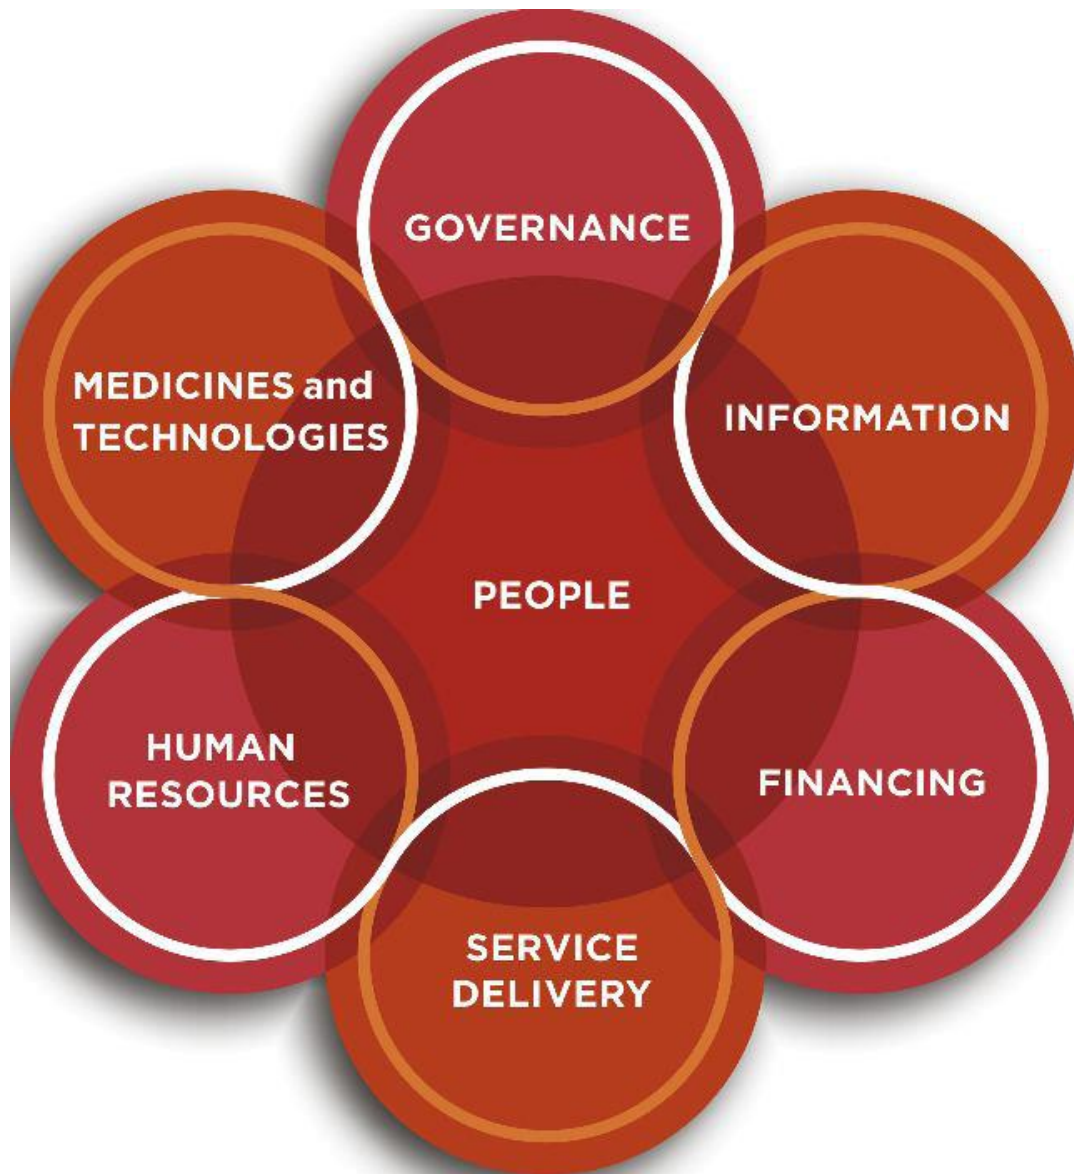 GOVERNANCE
MEDICINES and
TECHNOLOGIES
INFORMATION
PEOPLE
HUMAN
RESOURCES
FINANCING
SERVICE
DELIVERY